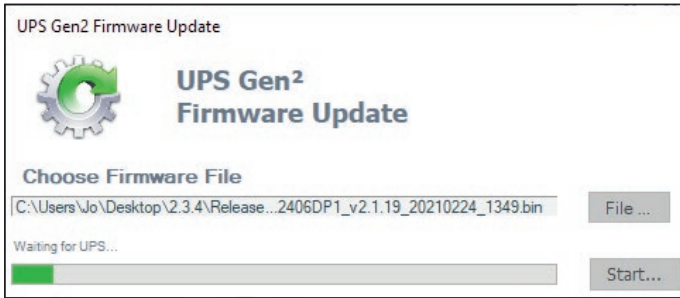 UPS Gen2 Firmware Update
UPS Gen²
Firmware Update
Choose Firmware File
C:\Users\Jo\Desktop\2.3.4\Release...2406DP1_v2.1.19_20210224_1349.bin
File ...
Waiting for UPS...
Start...